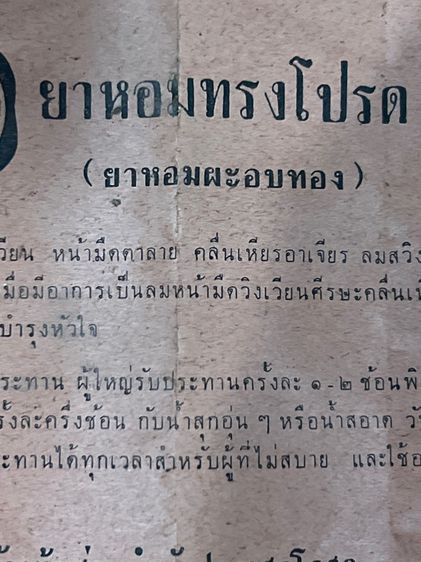 ยาหอมทรงโปรด
(ยาหอมผะอบทอง)
วียน หน้ามืดตาลาย คลื่นเหียรอาเจียร ลมสวิง
มื่อมีอาการเป็นลมหน้ามืดวิงเวียนศีรษะคลื่นเ
บำรุงหัวใจ
ระทาน ผู้ใหญ่รับประทานครั้งละ ๑-๒ ช้อนพิ
รั้งละครึ่งช้อน กับน้ำสุกอุ่น ๆ หรือน้ำสอาด วั
ะทานได้ทุกเวลาสำหรับผู้ที่ไม่สบาย และใช้อ